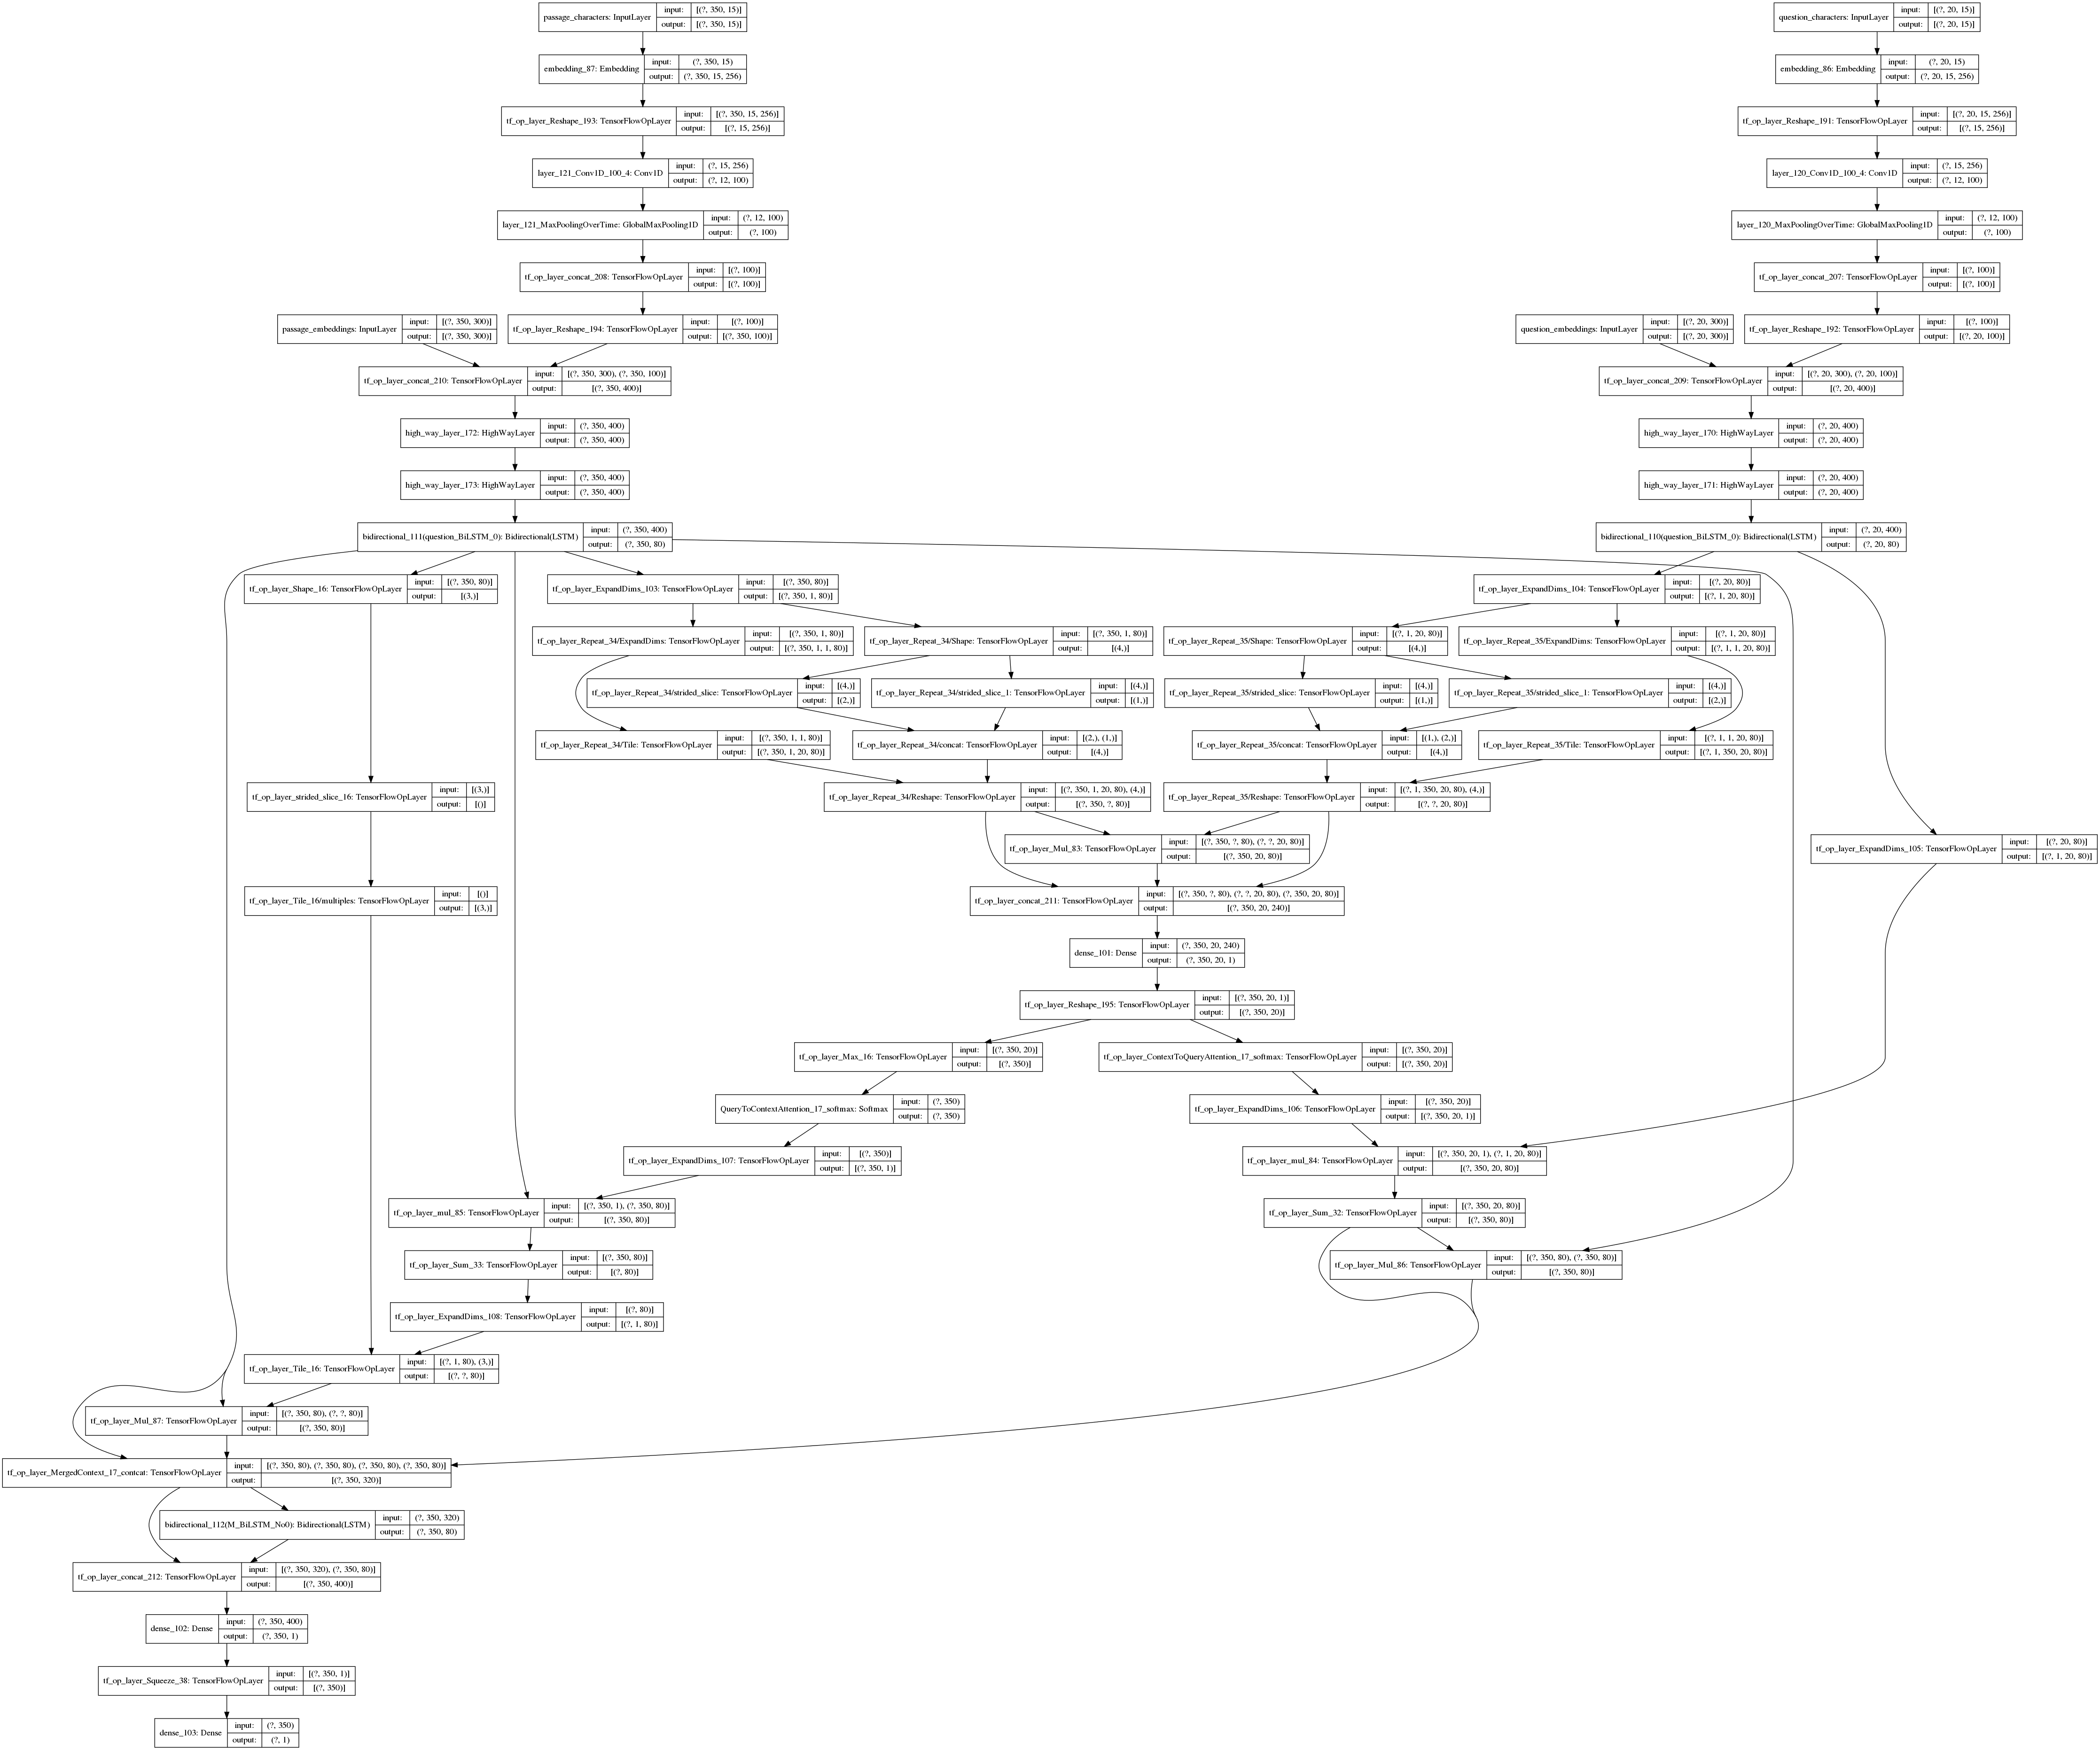 passage_characters: InputLayer input: [(?, 350, 15)] output: [(?, 350, 15)]
question_characters: InputLayer input: [(?, 20, 15)] output: [(?, 20, 15)]
embedding_87: Embedding input: (?, 350, 15) output: (?, 350, 15, 256)
embedding_86: Embedding input: (?, 20, 15) output: (?, 20, 15, 256)
tf_op_layer_Reshape_193: TensorFlowOpLayer input: [(?, 350, 15, 256)] output: [(?, 15, 256)]
tf_op_layer_Reshape_191: TensorFlowOpLayer input: [(?, 20, 15, 256)] output: [(?, 15, 256)]
layer_121_Conv1D_100_4: Conv1D input: (?, 15, 256) output: (?, 12, 100)
layer_120_Conv1D_100_4: Conv1D input: (?, 15, 256) output: (?, 12, 100)
layer_121_MaxPoolingOverTime: GlobalMaxPooling1D input: (?, 12, 100) output: (?, 100)
layer_120_MaxPoolingOverTime: GlobalMaxPooling1D input: (?, 12, 100) output: (?, 100)
tf_op_layer_concat_208: TensorFlowOpLayer input: [(?, 100)] output: [(?, 100)]
tf_op_layer_concat_207: TensorFlowOpLayer input: [(?, 100)] output: [(?, 100)]
passage_embeddings: InputLayer input: [(?, 350, 300)] output: [(?, 350, 300)]
tf_op_layer_Reshape_194: TensorFlowOpLayer input: [(?, 100)] output: [(?, 350, 100)]
question_embeddings: InputLayer input: [(?, 20, 300)] output: [(?, 20, 300)]
tf_op_layer_Reshape_192: TensorFlowOpLayer input: [(?, 100)] output: [(?, 20, 100)]
tf_op_layer_concat_210: TensorFlowOpLayer input: [(?, 350, 300), (?, 350, 100)] output: [(?, 350, 400)]
tf_op_layer_concat_209: TensorFlowOpLayer input: [(?, 20, 300), (?, 20, 100)] output: [(?, 20, 400)]
high_way_layer_172: HighWayLayer input: (?, 350, 400) output: (?, 350, 400)
high_way_layer_170: HighWayLayer input: (?, 20, 400) output: (?, 20, 400)
high_way_layer_173: HighWayLayer input: (?, 350, 400) output: (?, 350, 400)
high_way_layer_171: HighWayLayer input: (?, 20, 400) output: (?, 20, 400)
bidirectional_111(question_BiLSTM_0): Bidirectional(LSTM) input: (?, 350, 400) output: (?, 350, 80)
bidirectional_110(question_BiLSTM_0): Bidirectional(LSTM) input: (?, 20, 400) output: (?, 20, 80)
tf_op_layer_Shape_16: TensorFlowOpLayer input: [(?, 350, 80)] output: [(3,)]
tf_op_layer_ExpandDims_103: TensorFlowOpLayer input: [(?, 350, 80)] output: [(?, 350, 1, 80)]
tf_op_layer_ExpandDims_104: TensorFlowOpLayer input: [(?, 20, 80)] output: [(?, 1, 20, 80)]
tf_op_layer_Repeat_34/ExpandDims: TensorFlowOpLayer input: [(?, 350, 1, 80)] output: [(?, 350, 1, 1, 80)]
tf_op_layer_Repeat_34/Shape: TensorFlowOpLayer input: [(?, 350, 1, 80)] output: [(4,)]
tf_op_layer_Repeat_35/Shape: TensorFlowOpLayer input: [(?, 1, 20, 80)] output: [(4,)]
tf_op_layer_Repeat_35/ExpandDims: TensorFlowOpLayer input: [(?, 1, 20, 80)] output: [(?, 1, 1, 20, 80)]
tf_op_layer_Repeat_34/strided_slice: TensorFlowOpLayer input: [(4,)] output: [(2,)]
tf_op_layer_Repeat_34/strided_slice_1: TensorFlowOpLayer input: [(4,)] output: [(1,)]
tf_op_layer_Repeat_35/strided_slice: TensorFlowOpLayer input: [(4,)] output: [(1,)]
tf_op_layer_Repeat_35/strided_slice_1: TensorFlowOpLayer input: [(4,)] output: [(2,)]
tf_op_layer_Repeat_34/Tile: TensorFlowOpLayer input: [(?, 350, 1, 1, 80)] output: [(?, 350, 1, 20, 80)]
tf_op_layer_Repeat_34/concat: TensorFlowOpLayer input: [(2,), (1,)] output: [(4,)]
tf_op_layer_Repeat_35/concat: TensorFlowOpLayer input: [(1,), (2,)] output: [(4,)]
tf_op_layer_Repeat_35/Tile: TensorFlowOpLayer input: [(?, 1, 1, 20, 80)] output: [(?, 1, 350, 20, 80)]
tf_op_layer_strided_slice_16: TensorFlowOpLayer input: [(3,)] output: [()]
tf_op_layer_Repeat_34/Reshape: TensorFlowOpLayer input: [(?, 350, 1, 20, 80), (4,)] output: [(?, 350, ?, 80)]
tf_op_layer_Repeat_35/Reshape: TensorFlowOpLayer input: [(?, 1, 350, 20, 80), (4,)] output: [(?, ?, 20, 80)]
tf_op_layer_Mul_83: TensorFlowOpLayer input: [(?, 350, ?, 80), (?, ?, 20, 80)] output: [(?, 350, 20, 80)]
tf_op_layer_ExpandDims_105: TensorFlowOpLayer input: [(?, 20, 80)] output: [(?, 1, 20, 80)]
tf_op_layer_Tile_16/multiples: TensorFlowOpLayer input: [()] output: [(3,)]
tf_op_layer_concat_211: TensorFlowOpLayer input: [(?, 350, ?, 80), (?, ?, 20, 80), (?, 350, 20, 80)] output: [(?, 350, 20, 240)]
dense_101: Dense input: (?, 350, 20, 240) output: (?, 350, 20, 1)
tf_op_layer_Reshape_195: TensorFlowOpLayer input: [(?, 350, 20, 1)] output: [(?, 350, 20)]
tf_op_layer_Max_16: TensorFlowOpLayer input: [(?, 350, 20)] output: [(?, 350)]
tf_op_layer_ContextToQueryAttention_17_softmax: TensorFlowOpLayer input: [(?, 350, 20)] output: [(?, 350, 20)]
QueryToContextAttention_17_softmax: Softmax input: (?, 350) output: (?, 350)
tf_op_layer_ExpandDims_106: TensorFlowOpLayer input: [(?, 350, 20)] output: [(?, 350, 20, 1)]
tf_op_layer_ExpandDims_107: TensorFlowOpLayer input: [(?, 350)] output: [(?, 350, 1)]
tf_op_layer_mul_84: TensorFlowOpLayer input: [(?, 350, 20, 1), (?, 1, 20, 80)] output: [(?, 350, 20, 80)]
tf_op_layer_mul_85: TensorFlowOpLayer input: [(?, 350, 1), (?, 350, 80)] output: [(?, 350, 80)]
tf_op_layer_Sum_32: TensorFlowOpLayer input: [(?, 350, 20, 80)] output: [(?, 350, 80)]
tf_op_layer_Sum_33: TensorFlowOpLayer input: [(?, 350, 80)] output: [(?, 80)]
tf_op_layer_Mul_86: TensorFlowOpLayer input: [(?, 350, 80), (?, 350, 80)] output: [(?, 350, 80)]
tf_op_layer_ExpandDims_108: TensorFlowOpLayer input: [(?, 80)] output: [(?, 1, 80)]
tf_op_layer_Tile_16: TensorFlowOpLayer input: [(?, 1, 80), (3,)] output: [(?, ?, 80)]
tf_op_layer_Mul_87: TensorFlowOpLayer input: [(?, 350, 80), (?, ?, 80)] output: [(?, 350, 80)]
tf_op_layer_MergedContext_17_contcat: TensorFlowOpLayer input: [(?, 350, 80), (?, 350, 80), (?, 350, 80), (?, 350, 80)] output: [(?, 350, 320)]
bidirectional_112(M_BiLSTM_No0): Bidirectional(LSTM) input: (?, 350, 320) output: (?, 350, 80)
tf_op_layer_concat_212: TensorFlowOpLayer input: [(?, 350, 320), (?, 350, 80)] output: [(?, 350, 400)]
dense_102: Dense input: (?, 350, 400) output: (?, 350, 1)
tf_op_layer_Squeeze_38: TensorFlowOpLayer input: [(?, 350, 1)] output: [(?, 350)]
dense_103: Dense input: (?, 350) output: (?, 1)